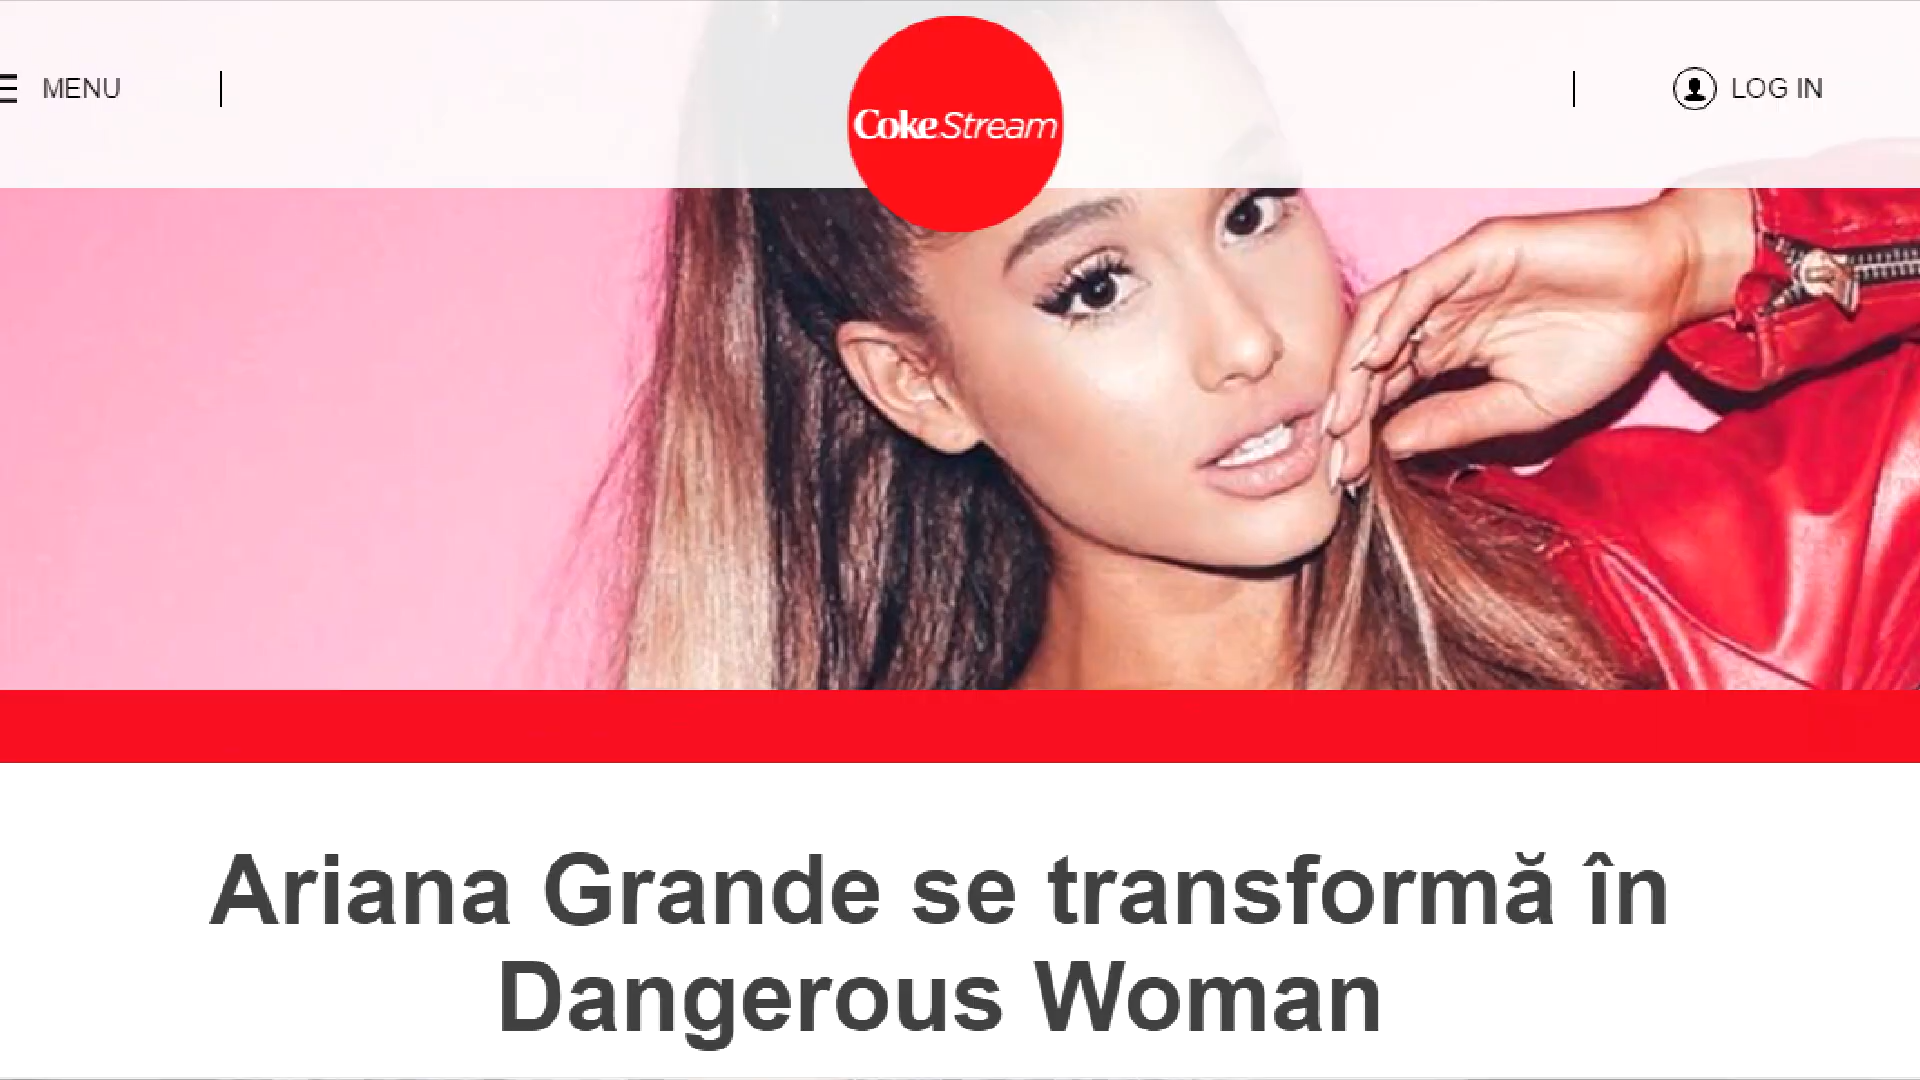 MENU
CokeStream
LOG IN
Ariana Grande se transformă în
Dangerous Woman